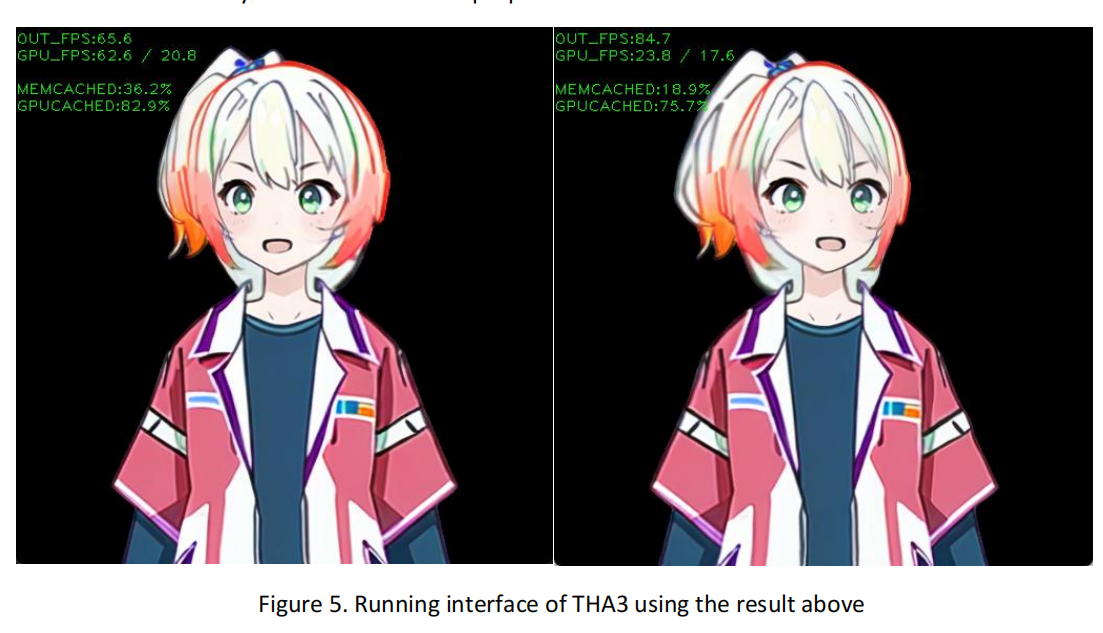 OUT_FPS:65.6
GPU_FPS:62.6 / 20.8
MEMCACHED:36.2%
GPUCACHED:82.9%
OUT_FPS:84.7
GPU_FPS:23.8 / 17.6
MEMCACHED:18.9%
GPUCACHED:75.7%
Figure 5. Running interface of THA3 using the result above